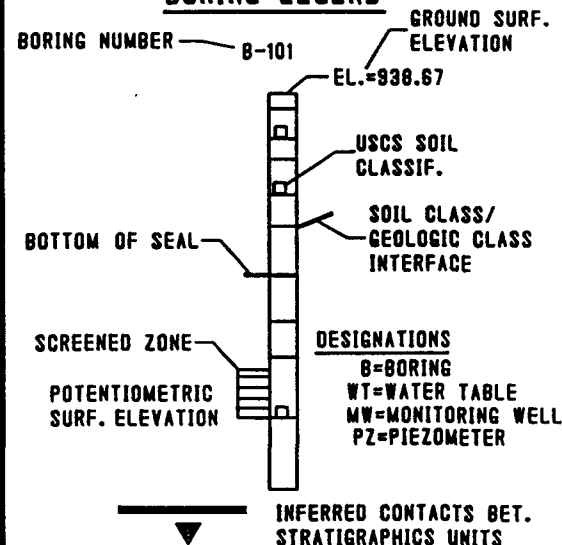 BORING NUMBER
B-101
GROUND SURF.
ELEVATION
EL.=938.67
USCS SOIL
CLASSIF.
SOIL CLASS/
GEOLOGIC CLASS
INTERFACE
BOTTOM OF SEAL
SCREENED ZONE
POTENTIOMETRIC
SURF. ELEVATION
DESIGNATIONS
B=BORING
WT=WATER TABLE
MW=MONITORING WELL
PZ=PIEZOMETER
INFERRED CONTACTS BET.
STRATIGRAPHICS UNITS